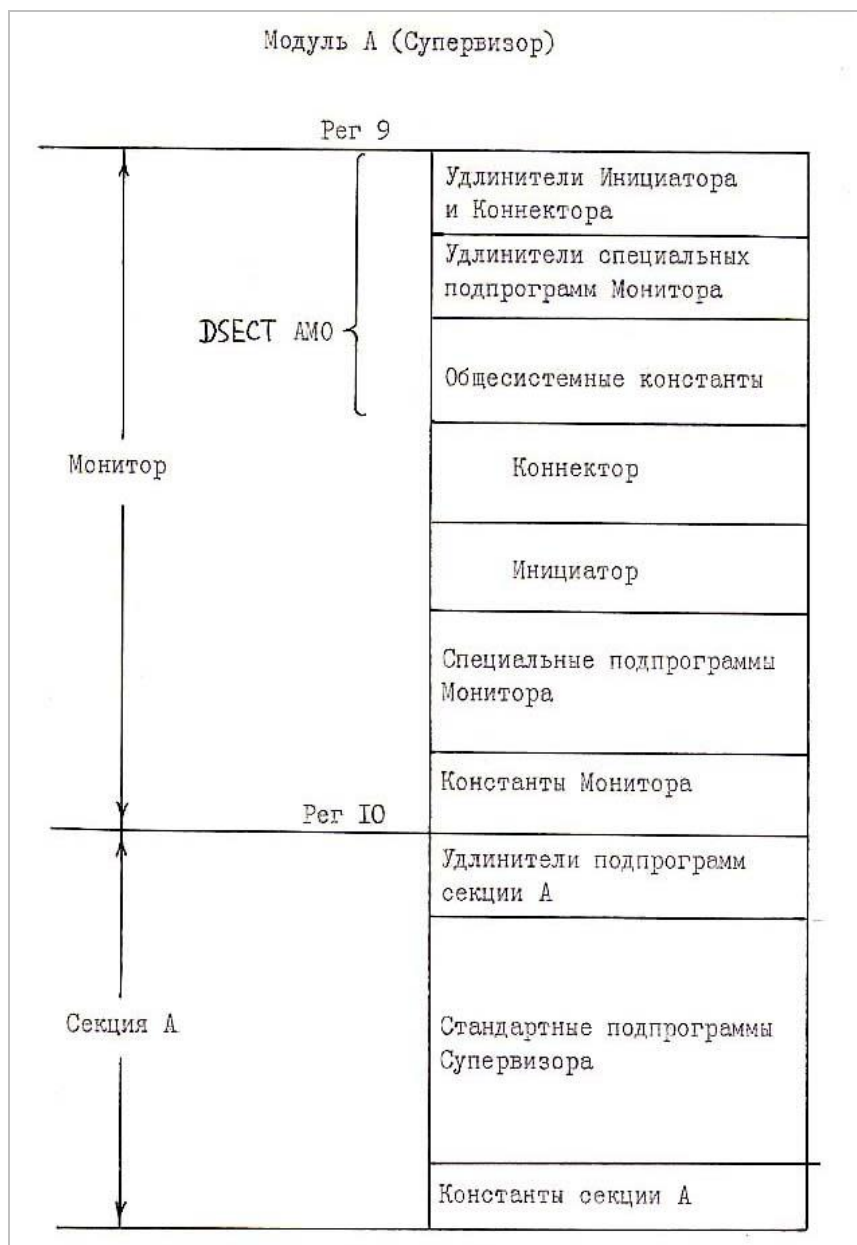 Модуль А (Супервизор)
Рег 9
Удлинители Инициатора
и Коннектора
Удлинители специальных
подпрограмм Монитора
DSECT АМО
Общесистемные константы
Монитор
Коннектор
Инициатор
Специальные подпрограммы
Монитора
Константы Монитора
Рег IO
Удлинители подпрограмм
секции А
Секция А
Стандартные подпрограммы
Супервизора
Константы секции А